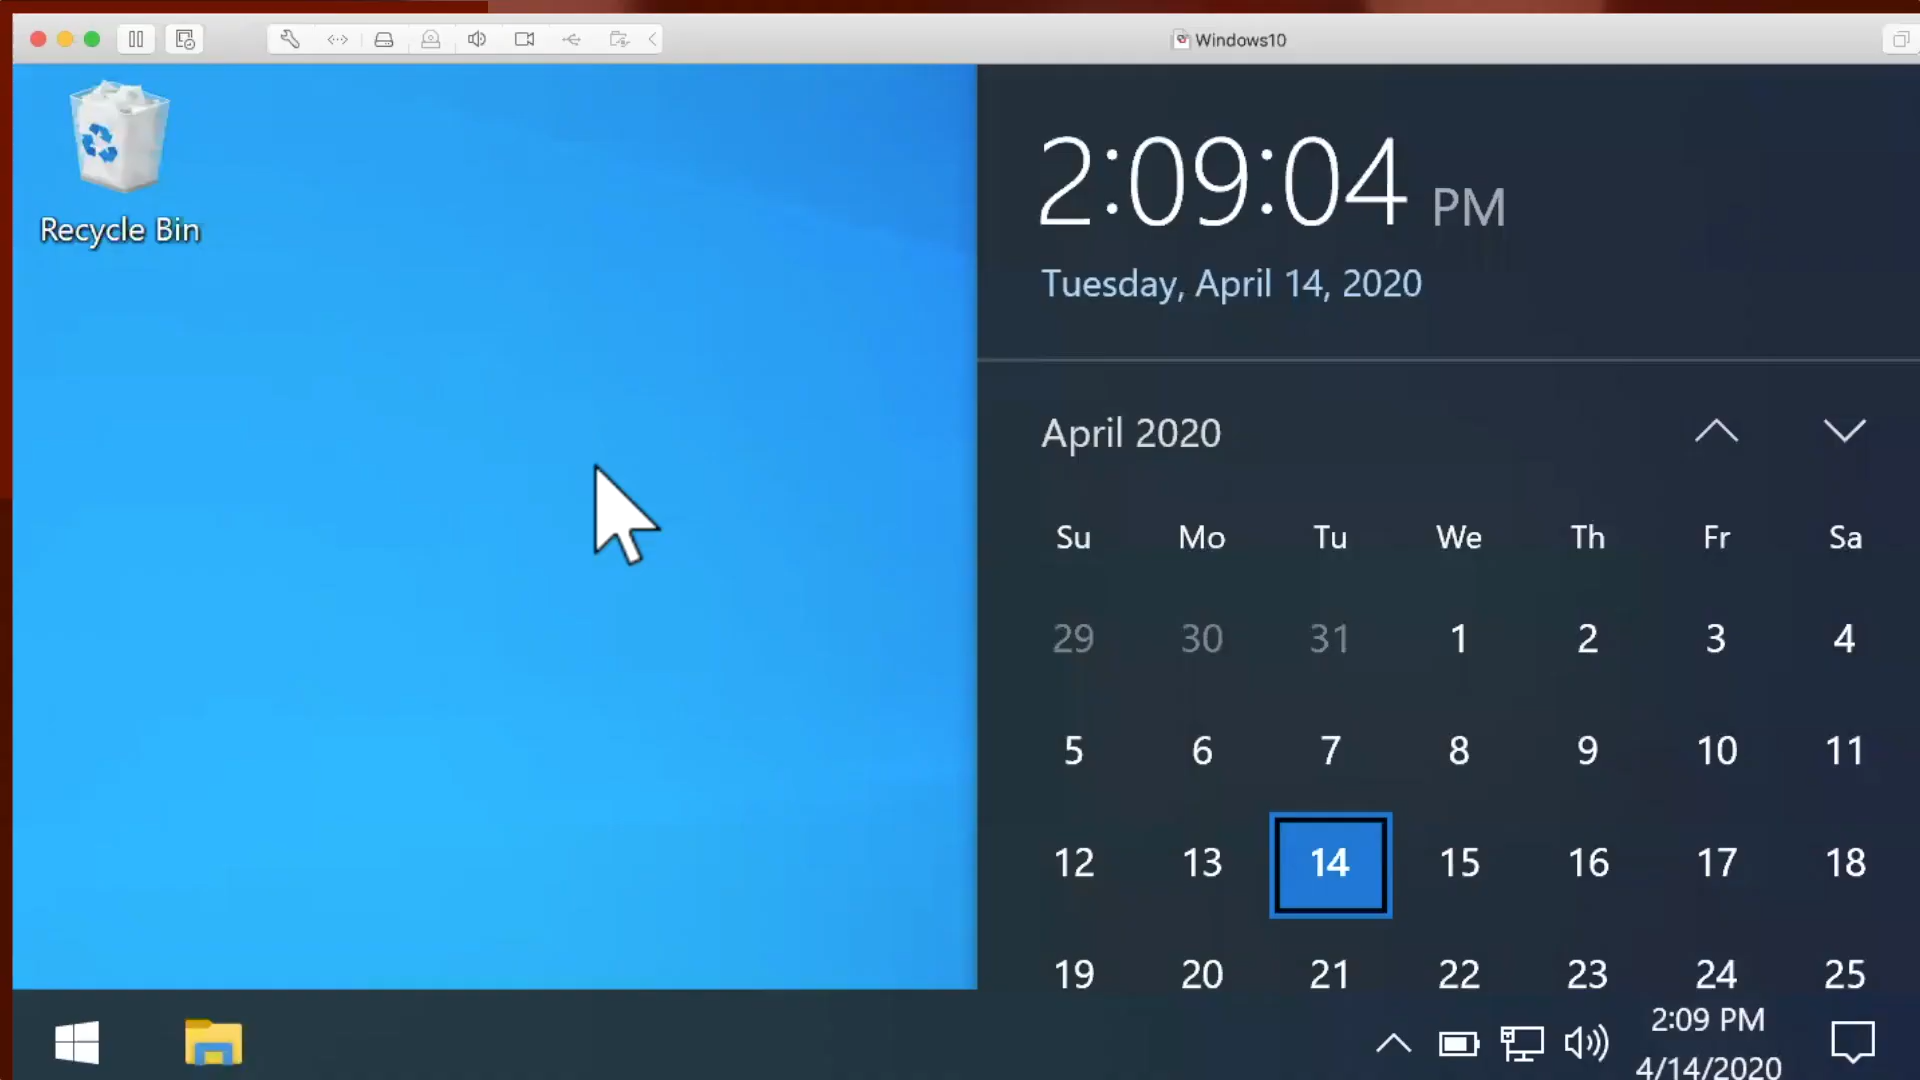 Windows10
Recycle Bin
2:09:04 PM
Tuesday, April 14, 2020
April 2020
Su Mo Tu We Th Fr Sa
29 30 31 1 2 3 4
5 6 7 8 9 10 11
12 13 14 15 16 17 18
19 20 21 22 23 24 25
2:09 PM
4/14/2020